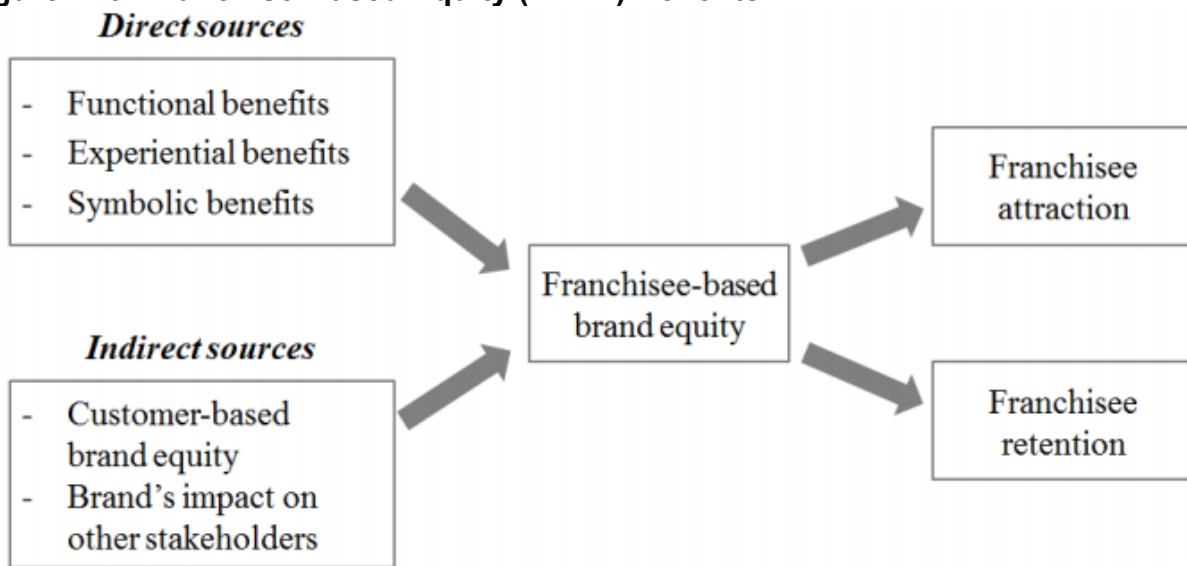 Direct sources
- Functional benefits
- Experiential benefits
- Symbolic benefits
Indirect sources
- Customer-based
brand equity
- Brand's impact on
other stakeholders
Franchisee-based
brand equity
Franchisee
attraction
Franchisee
retention